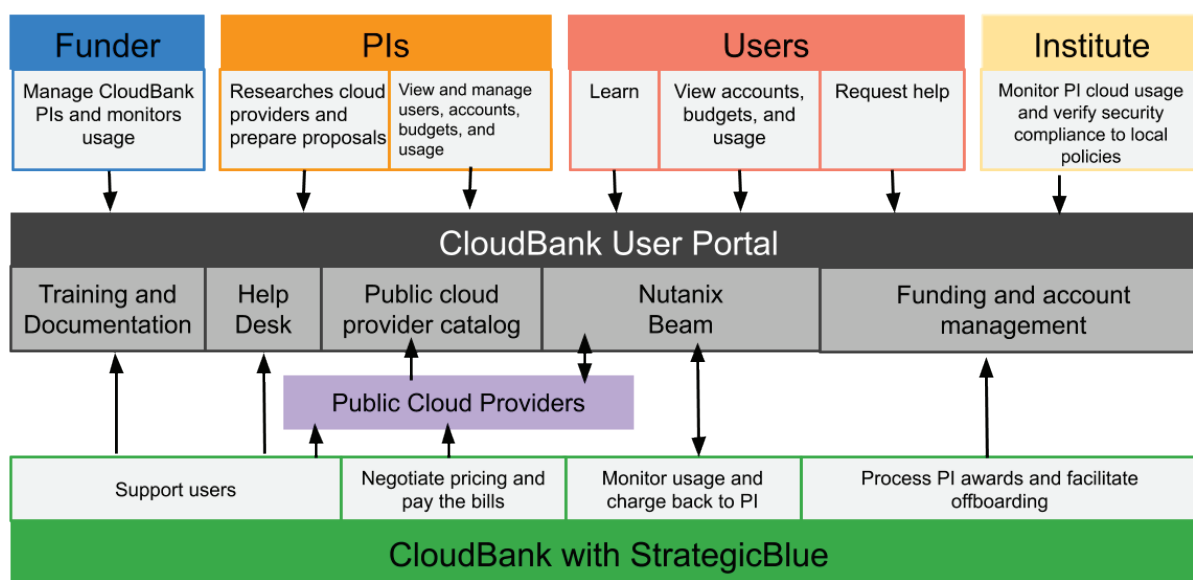 Funder
PIs
Users
Institute
Manage CloudBank
PIs and monitors
usage
Researches cloud
providers and
prepare proposals
View and manage
users, accounts,
budgets, and
usage
Learn
View accounts,
budgets, and
usage
Request help
Monitor PI cloud usage
and verify security
compliance to local
policies
CloudBank User Portal
Training and
Documentation
Help
Desk
Public cloud
provider catalog
Nutanix
Beam
Funding and account
management
Public Cloud Providers
Support users
Negotiate pricing and
pay the bills
Monitor usage and
charge back to PI
Process PI awards and facilitate
offboarding
CloudBank with StrategicBlue